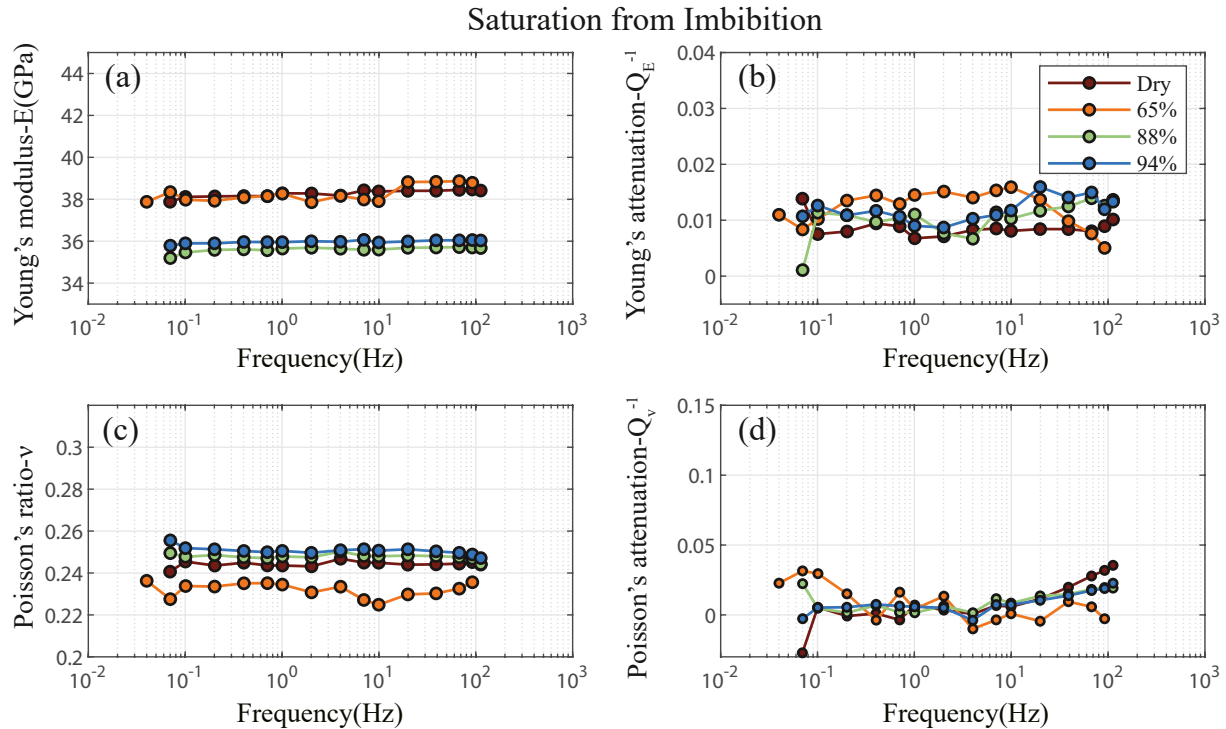 Saturation from Imbibition
(a)
Young's modulus-E(GPa)
44
42
40
38
36
34
10^-2 10^-1 10^0 10^1 10^2 10^3
Frequency(Hz)
(b)
Young's attenuation-Q_E^-1
0.04
0.03
0.02
0.01
0
Dry
65%
88%
94%
10^-2 10^-1 10^0 10^1 10^2 10^3
Frequency(Hz)
(c)
Poisson's ratio-ν
0.3
0.28
0.26
0.24
0.22
0.2
10^-2 10^-1 10^0 10^1 10^2 10^3
Frequency(Hz)
(d)
Poisson's attenuation-Q_ν^-1
0.15
0.1
0.05
0
10^-2 10^-1 10^0 10^1 10^2 10^3
Frequency(Hz)